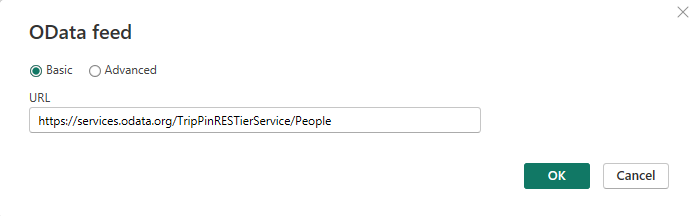 OData feed
Basic
Advanced
URL
https://services.odata.org/TripPinRESTierService/People
OK
Cancel